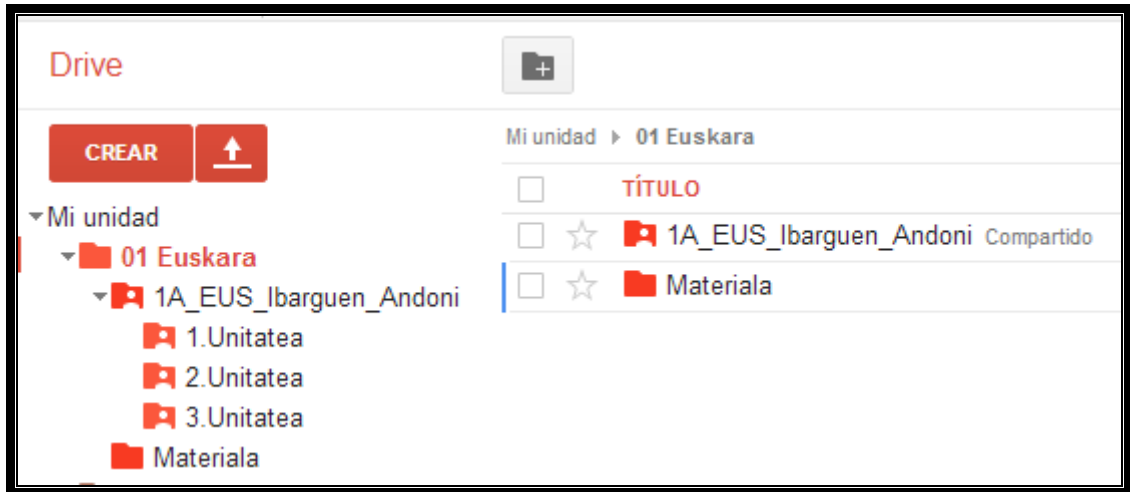 Drive
CREAR
Mi unidad
01 Euskara
1A_EUS_Ibarguen_Andoni
1.Unitatea
2.Unitatea
3.Unitatea
Materiala
Mi unidad 01 Euskara
TÍTULO
1A_EUS_Ibarguen_Andoni Compartido
Materiala